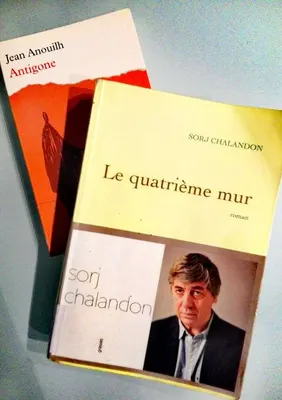 Jean Anouilh
Antigone
SORJ CHALANDON
Le quatrième mur
roman
sorj
chalandon